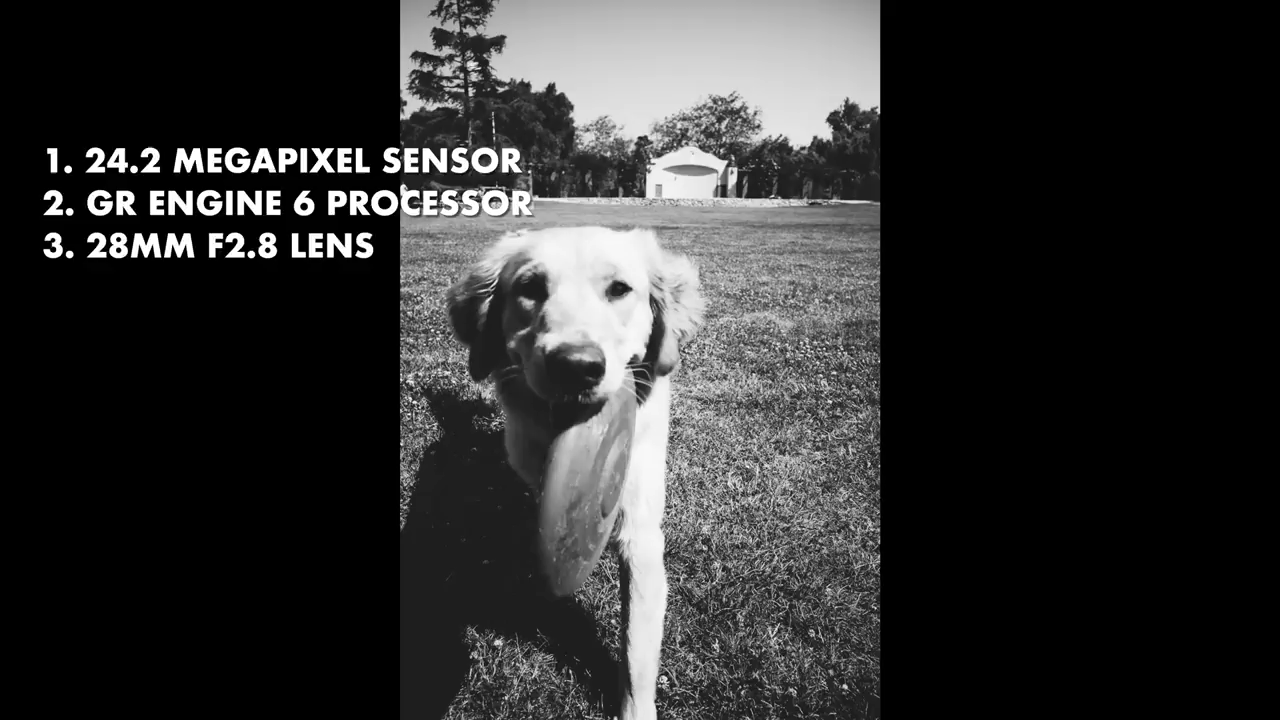 1. 24.2 MEGAPIXEL SENSOR
2. GR ENGINE 6 PROCESSOR
3. 28MM F2.8 LENS